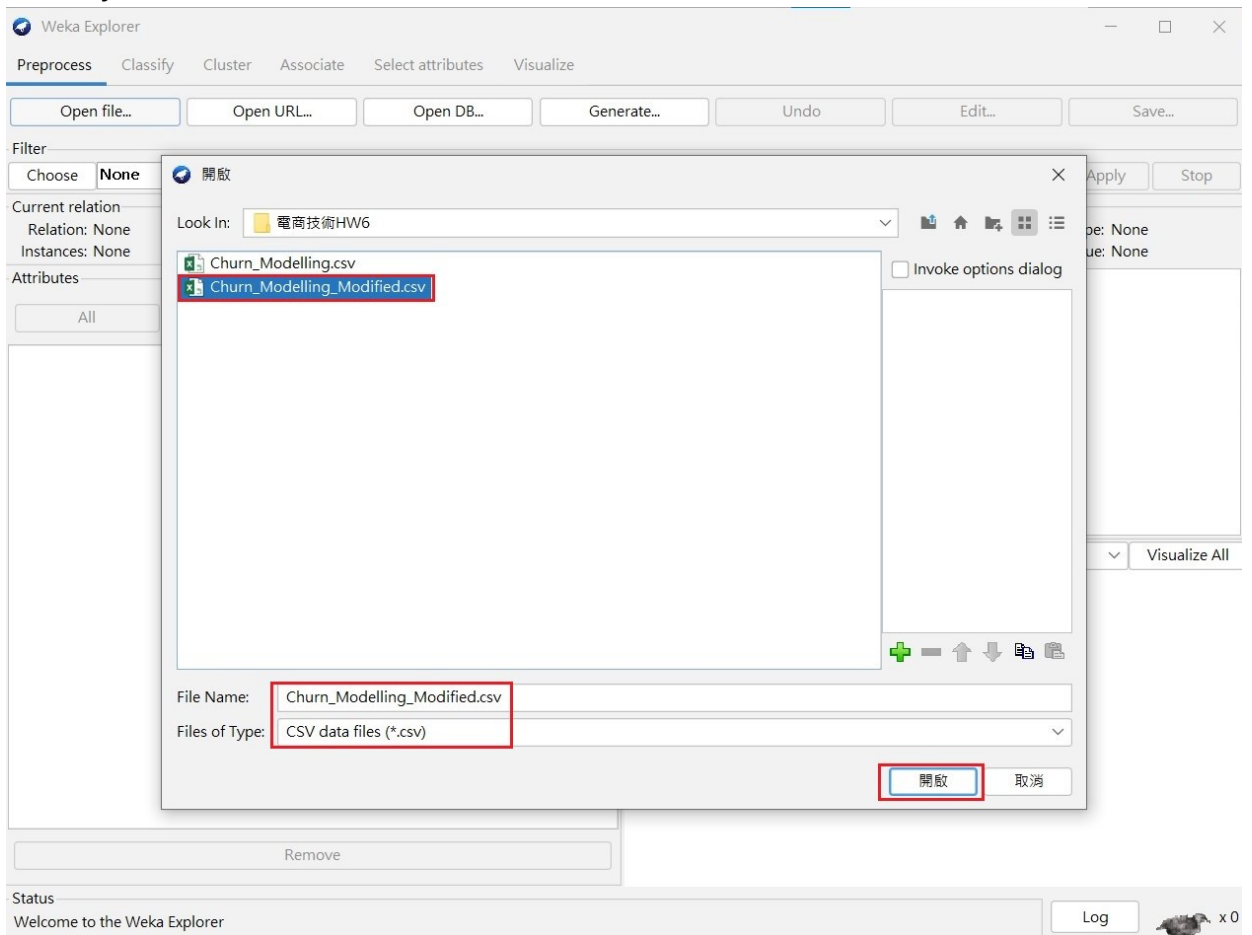 Weka Explorer
Preprocess Classify Cluster Associate Select attributes Visualize
Open file... Open URL... Open DB... Generate... Undo Edit... Save...
Filter
Choose None Apply Stop
開啟
Current relation
Relation: None
Instances: None
pe: None
ue: None
Attributes
All
Look In: 電商技術HW6
Churn_Modelling.csv
Churn_Modelling_Modified.csv
Invoke options dialog
File Name: Churn_Modelling_Modified.csv
Files of Type: CSV data files (*.csv)
開啟 取消
Visualize All
Remove
Status
Welcome to the Weka Explorer
Log x 0